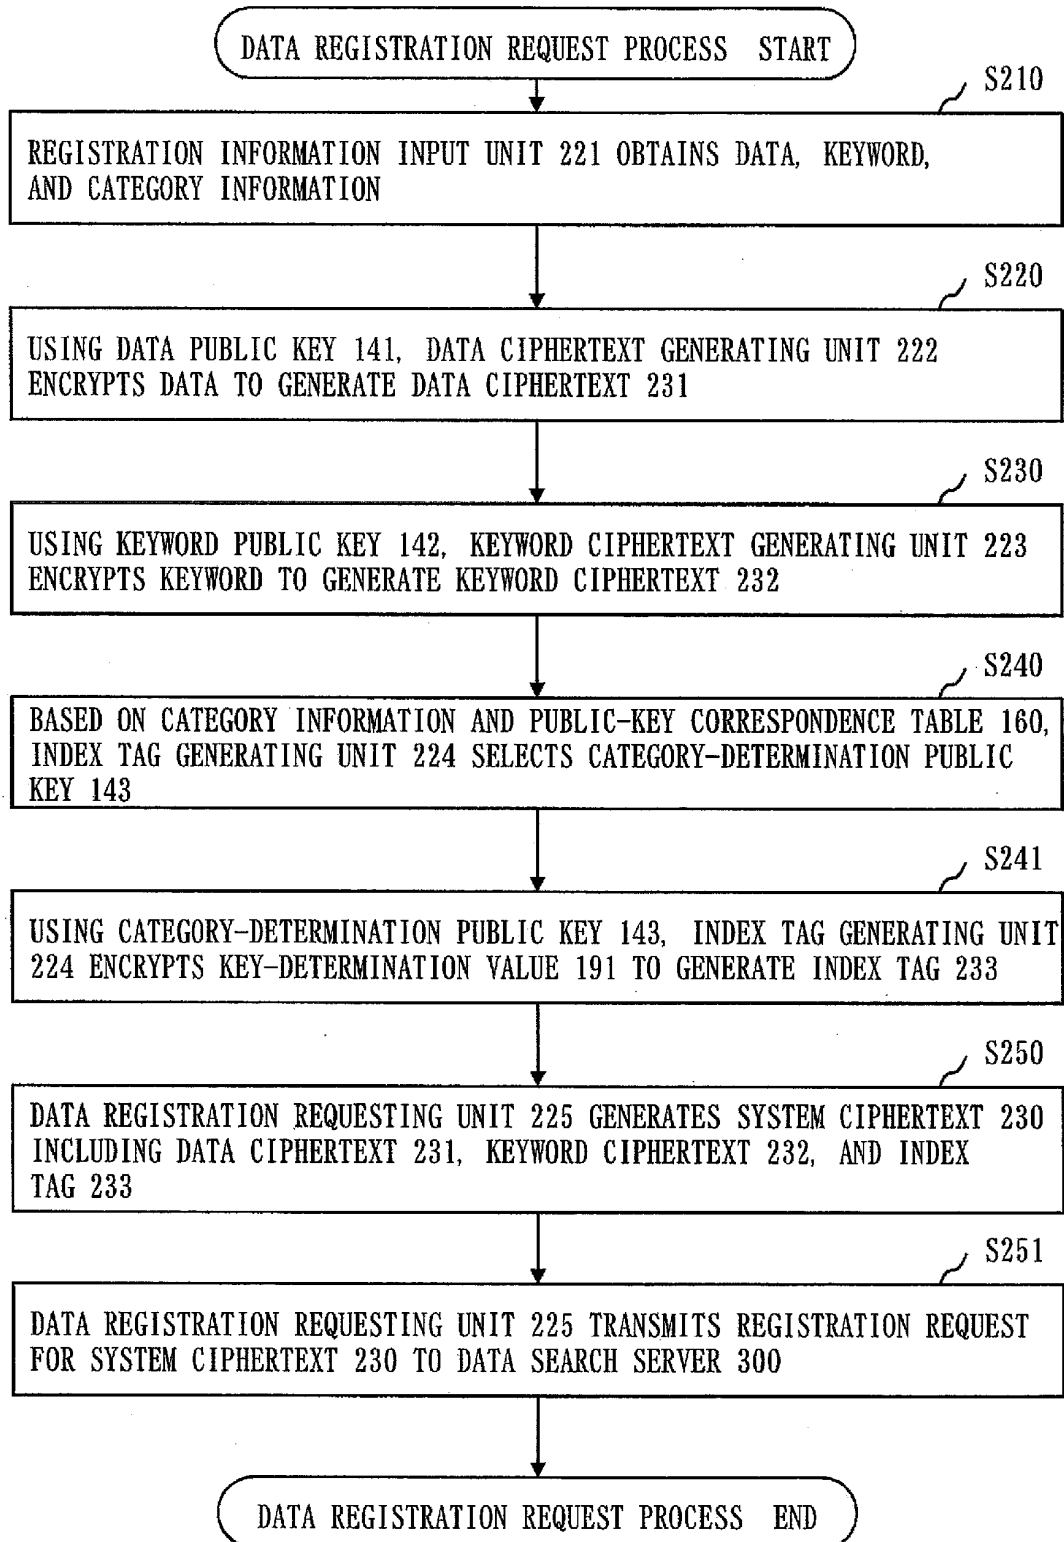 DATA REGISTRATION REQUEST PROCESS START
S210
REGISTRATION INFORMATION INPUT UNIT 221 OBTAINS DATA, KEYWORD,
AND CATEGORY INFORMATION
S220
USING DATA PUBLIC KEY 141, DATA CIPHERTEXT GENERATING UNIT 222
ENCRYPTS DATA TO GENERATE DATA CIPHERTEXT 231
S230
USING KEYWORD PUBLIC KEY 142, KEYWORD CIPHERTEXT GENERATING UNIT 223
ENCRYPTS KEYWORD TO GENERATE KEYWORD CIPHERTEXT 232
S240
BASED ON CATEGORY INFORMATION AND PUBLIC-KEY CORRESPONDENCE TABLE 160,
INDEX TAG GENERATING UNIT 224 SELECTS CATEGORY-DETERMINATION PUBLIC
KEY 143
S241
USING CATEGORY-DETERMINATION PUBLIC KEY 143, INDEX TAG GENERATING UNIT
224 ENCRYPTS KEY-DETERMINATION VALUE 191 TO GENERATE INDEX TAG 233
S250
DATA REGISTRATION REQUESTING UNIT 225 GENERATES SYSTEM CIPHERTEXT 230
INCLUDING DATA CIPHERTEXT 231, KEYWORD CIPHERTEXT 232, AND INDEX
TAG 233
S251
DATA REGISTRATION REQUESTING UNIT 225 TRANSMITS REGISTRATION REQUEST
FOR SYSTEM CIPHERTEXT 230 TO DATA SEARCH SERVER 300
DATA REGISTRATION REQUEST PROCESS END